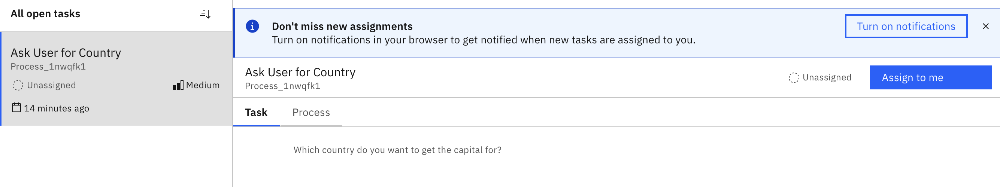 All open tasks
Ask User for Country
Process_1nwqfk1
Unassigned
Medium
14 minutes ago
Don't miss new assignments
Turn on notifications in your browser to get notified when new tasks are assigned to you.
Turn on notifications
Ask User for Country
Process_1nwqfk1
Unassigned
Assign to me
Task
Process
Which country do you want to get the capital for?